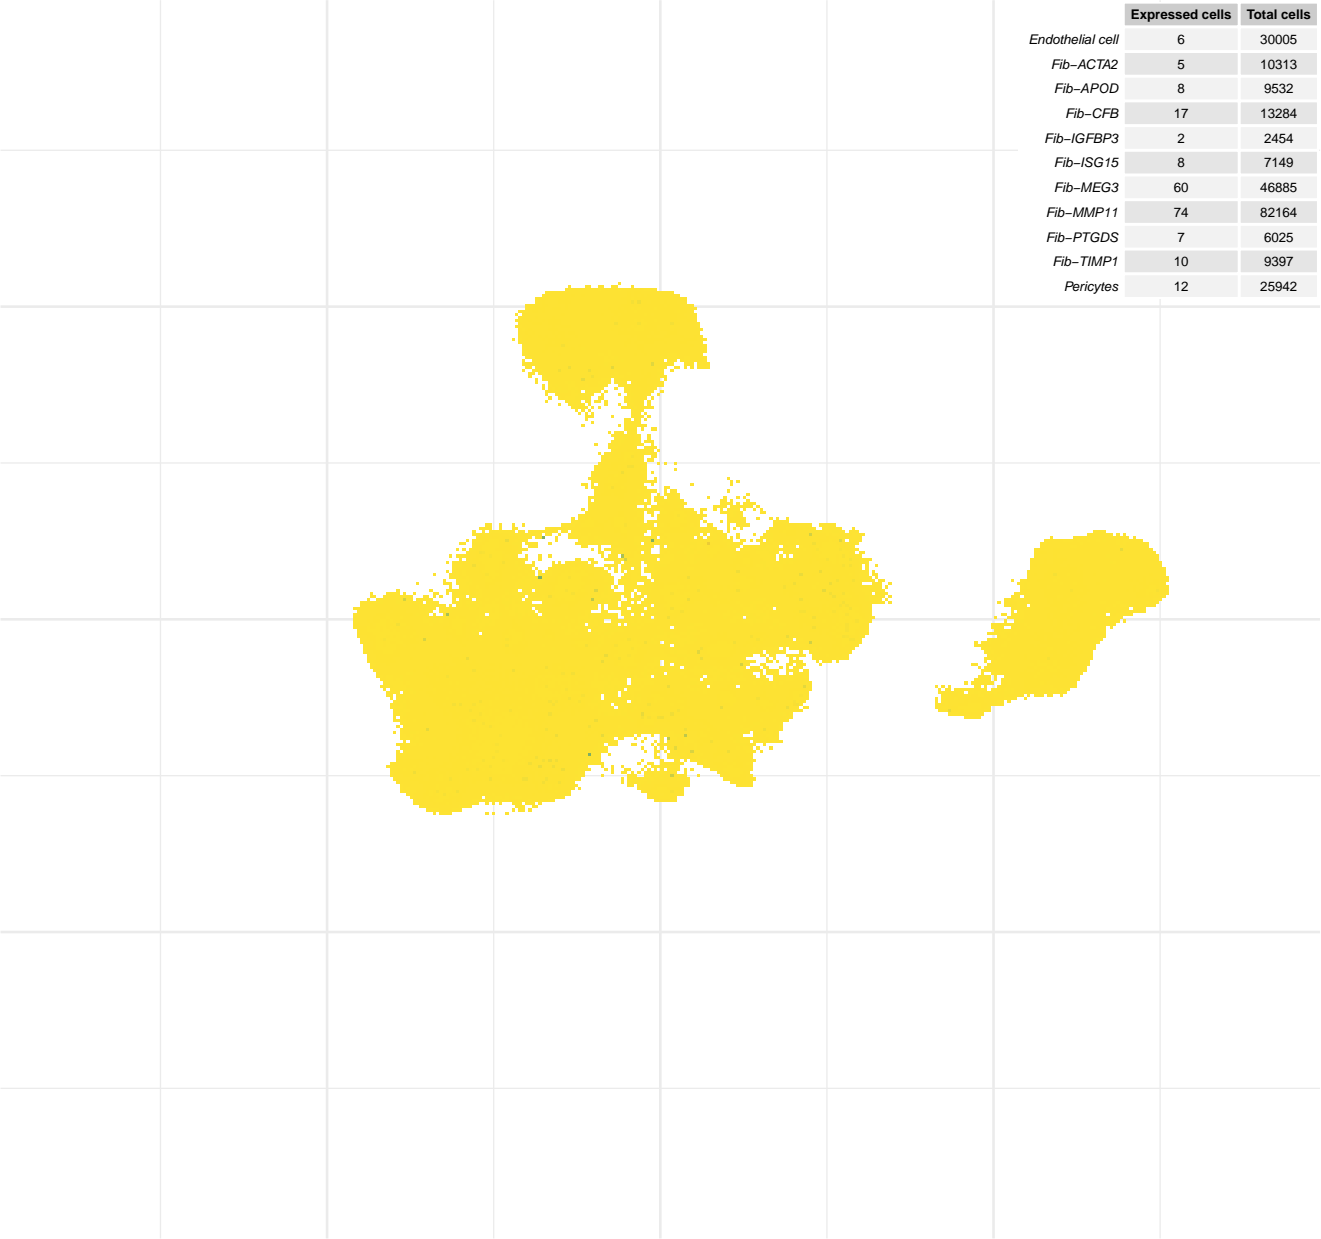 Expressed cells Total cells
Endothelial cell 6 30005
Fib−ACTA2 5 10313
Fib−APOD 8 9532
Fib−CFB 17 13284
Fib−IGFBP3 2 2454
Fib−ISG15 8 7149
Fib−MEG3 60 46885
Fib−MMP11 74 82164
Fib−PTGDS 7 6025
Fib−TIMP1 10 9397
Pericytes 12 25942